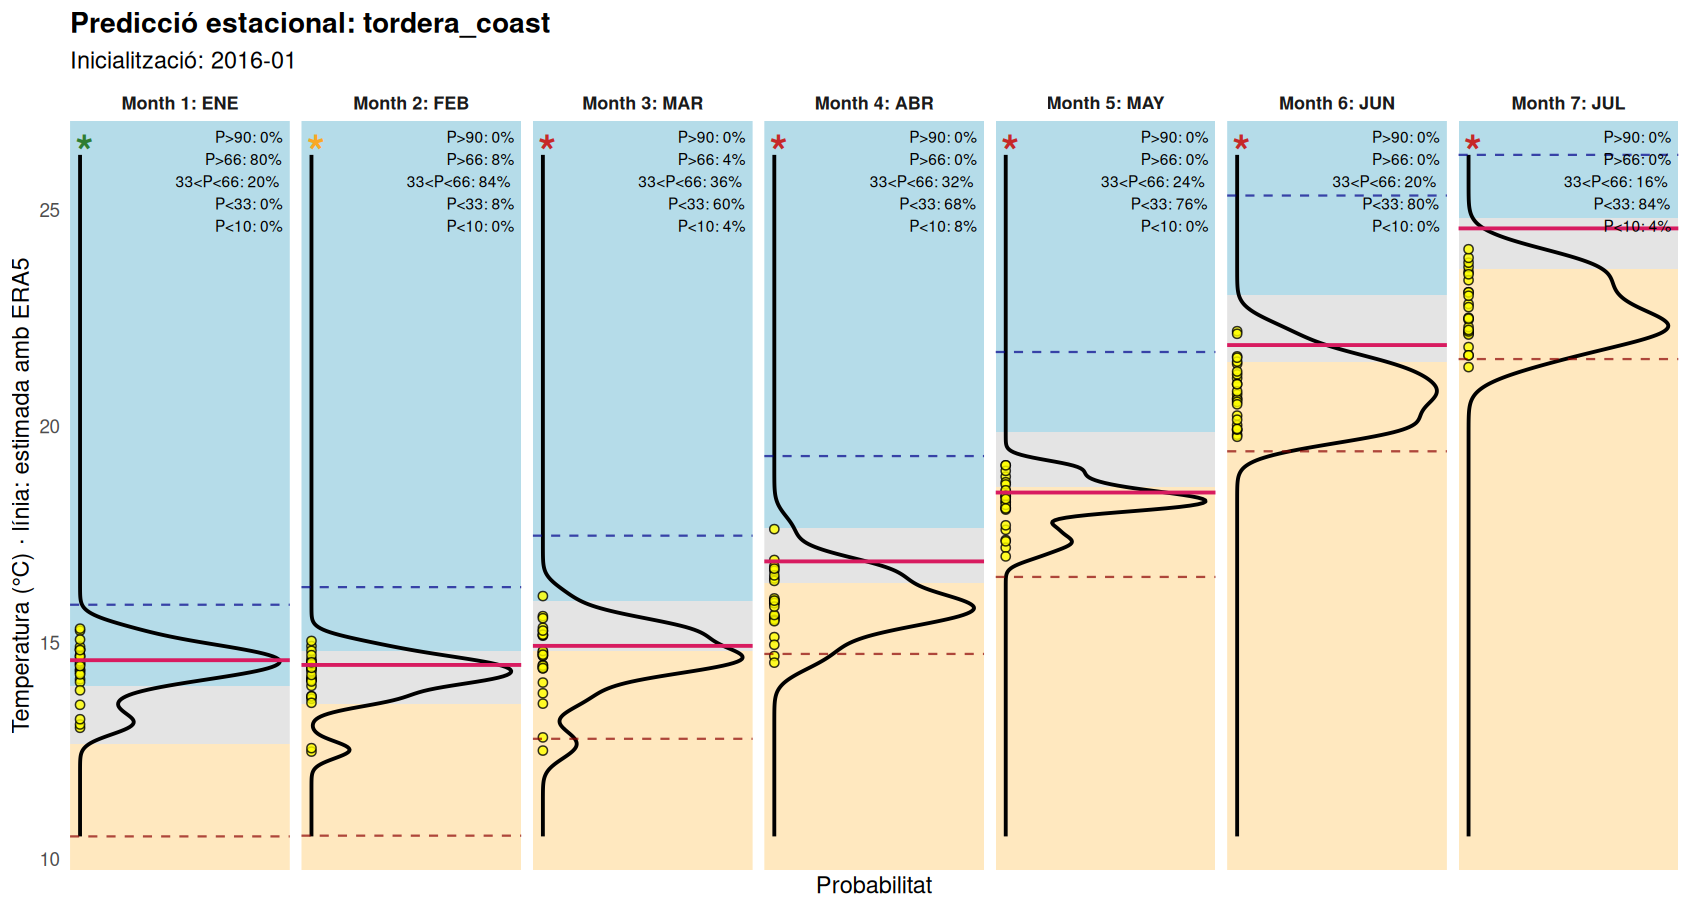 Predicció estacional: tordera_coast
Inicialització: 2016-01
Month 1: ENE
Month 2: FEB
Month 3: MAR
Month 4: ABR
Month 5: MAY
Month 6: JUN
Month 7: JUL
*
P>90: 0%
P>66: 80%
33<P<66: 20%
P<33: 0%
P<10: 0%
*
P>90: 0%
P>66: 8%
33<P<66: 84%
P<33: 8%
P<10: 0%
*
P>90: 0%
P>66: 4%
33<P<66: 36%
P<33: 60%
P<10: 4%
*
P>90: 0%
P>66: 0%
33<P<66: 32%
P<33: 68%
P<10: 8%
*
P>90: 0%
P>66: 0%
33<P<66: 24%
P<33: 76%
P<10: 0%
*
P>90: 0%
P>66: 0%
33<P<66: 20%
P<33: 80%
P<10: 0%
*
P>90: 0%
P>66: 0%
33<P<66: 16%
P<33: 84%
P<10: 4%
25
20
15
10
Temperatura (°C) · línia: estimada amb ERA5
Probabilitat